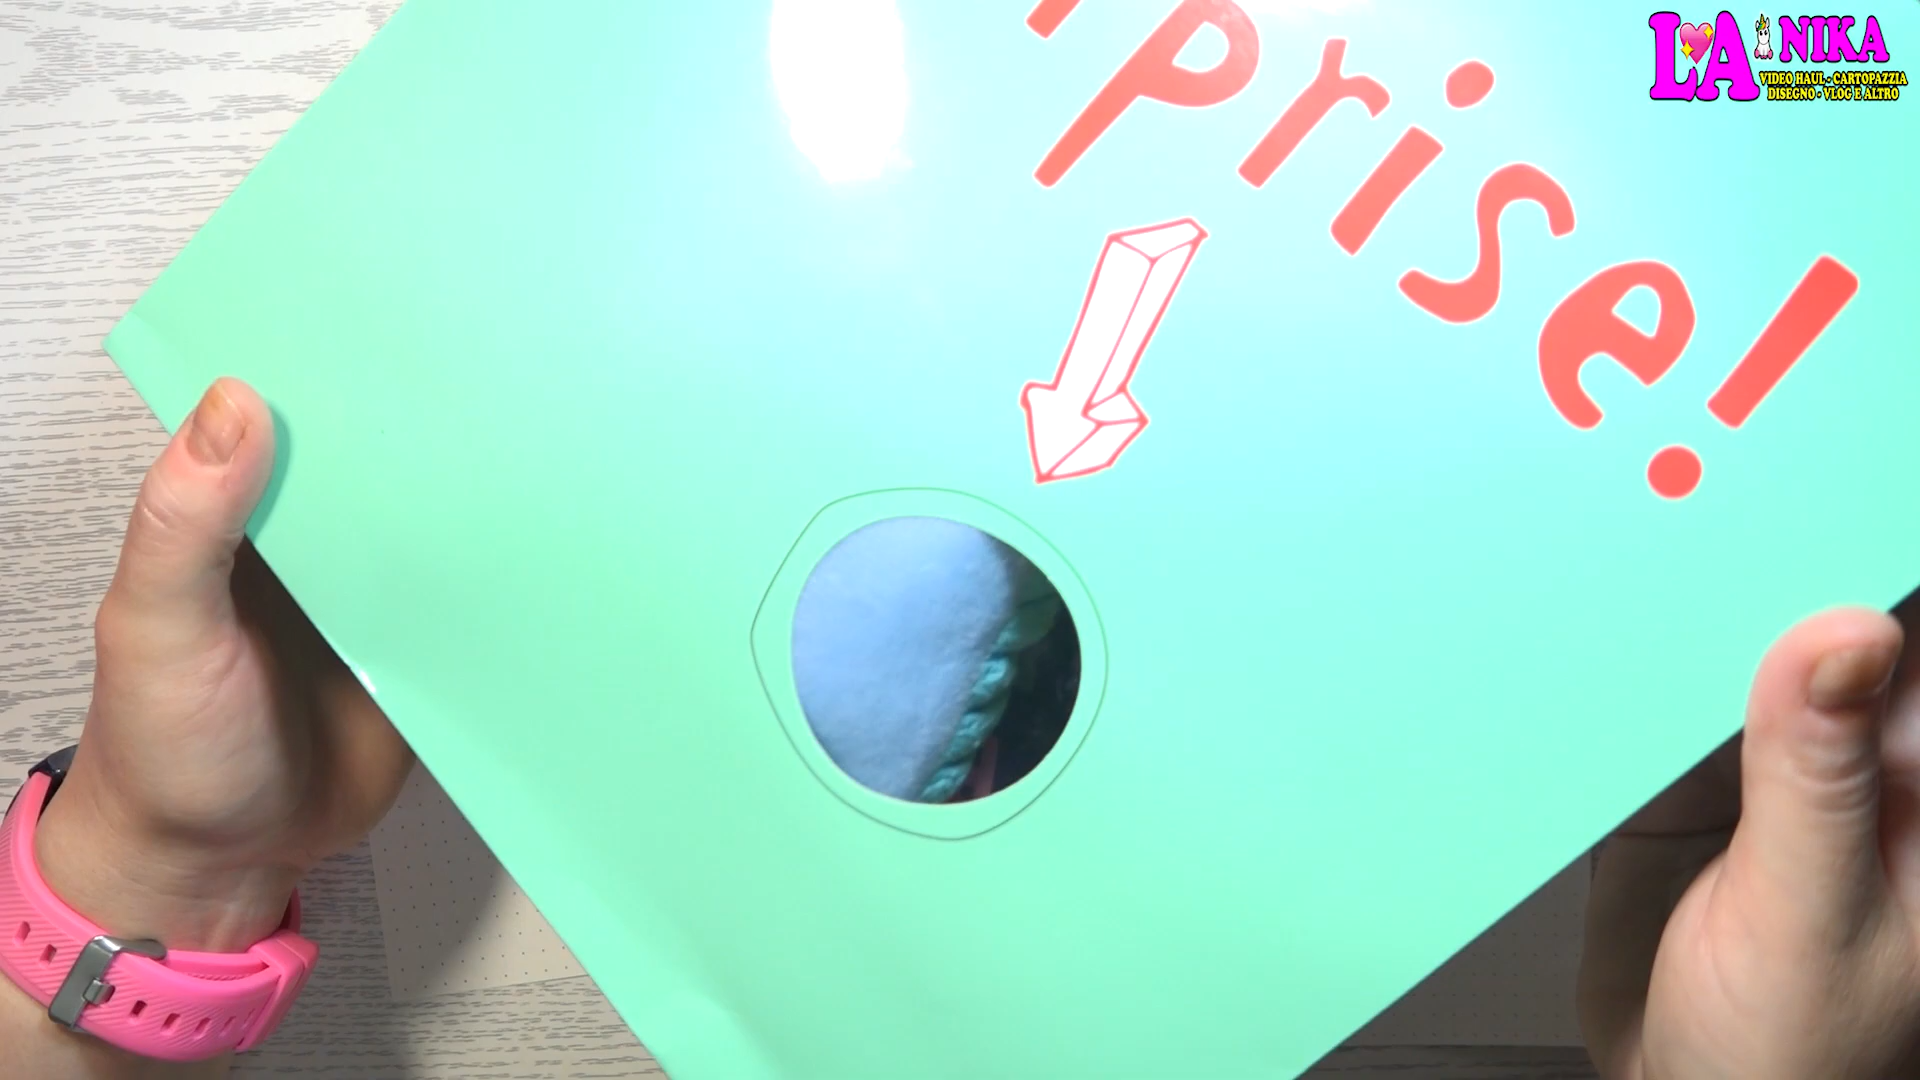 prise!
LA NIKA
VIDEO HAUL - CARTOPAZZIA
DISEGNO - VLOG E ALTRO